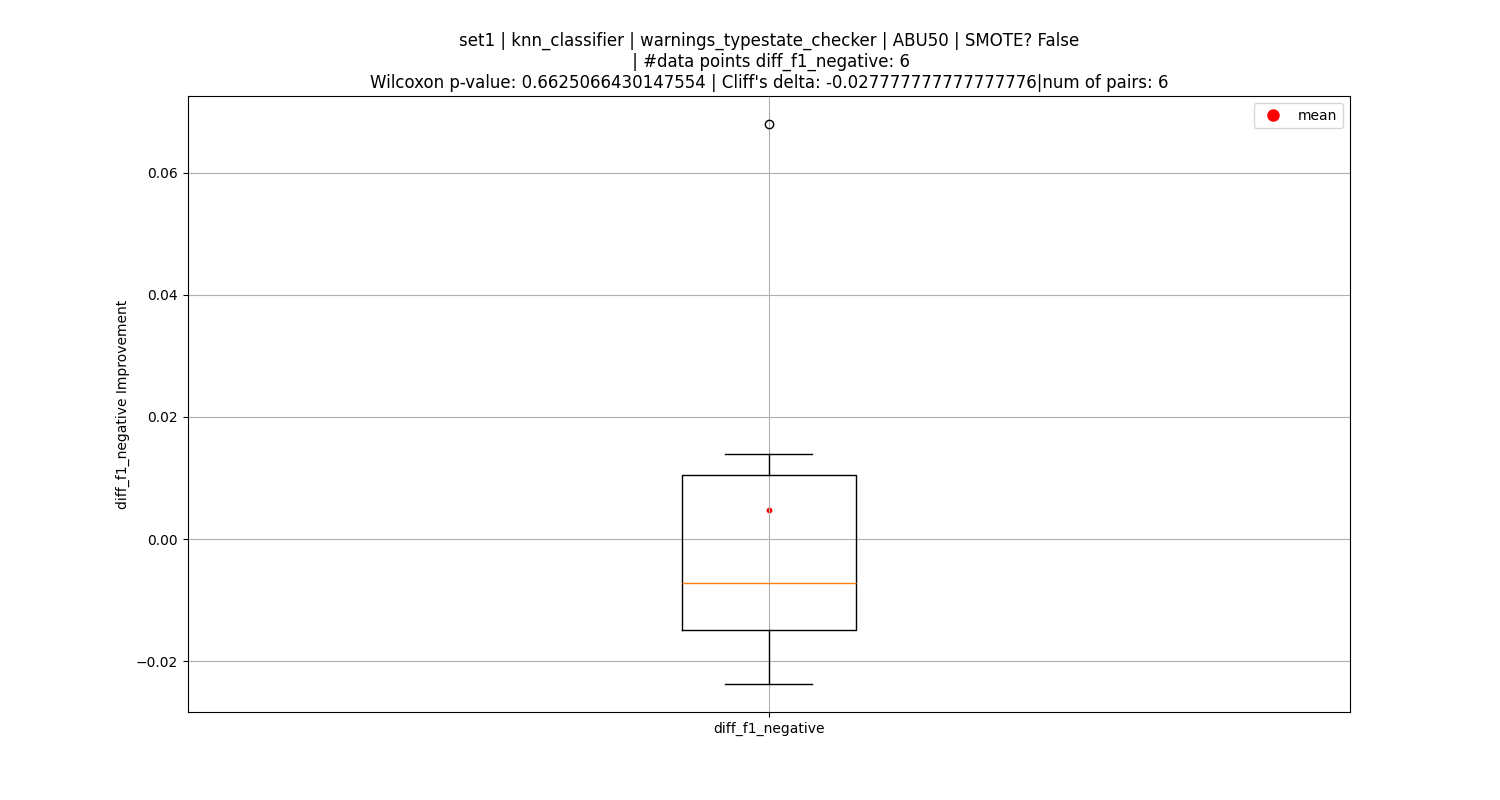 set1 | knn_classifier | warnings_typestate_checker | ABU50 | SMOTE? False
| #data points diff_f1_negative: 6
Wilcoxon p-value: 0.6625066430147554 | Cliff's delta: -0.027777777777777776|num of pairs: 6
mean
0.06
0.04
0.02
0.00
−0.02
diff_f1_negative Improvement
diff_f1_negative